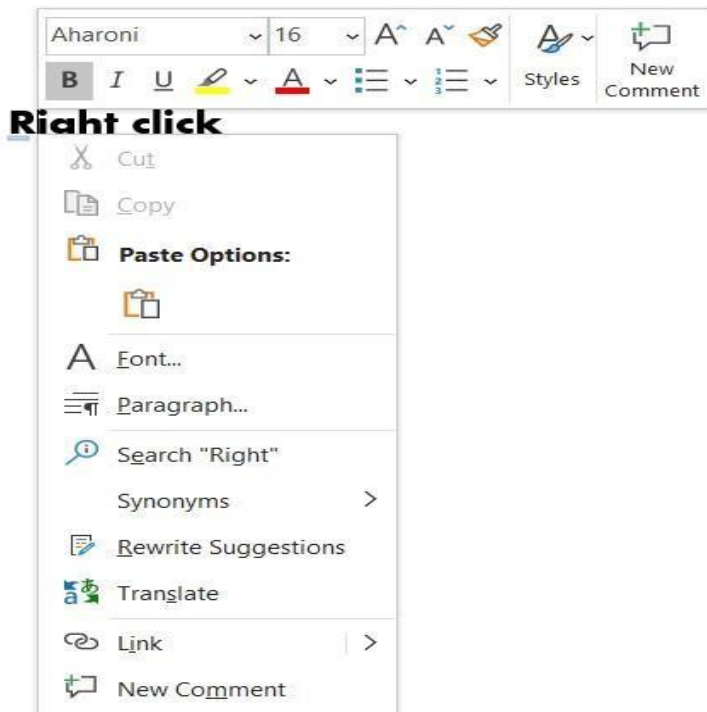 Aharoni 16 A A
B I U A Styles New Comment
Right click
Cut
Copy
Paste Options:
A Font...
Paragraph...
Search "Right"
Synonyms
Rewrite Suggestions
Translate
Link
New Comment